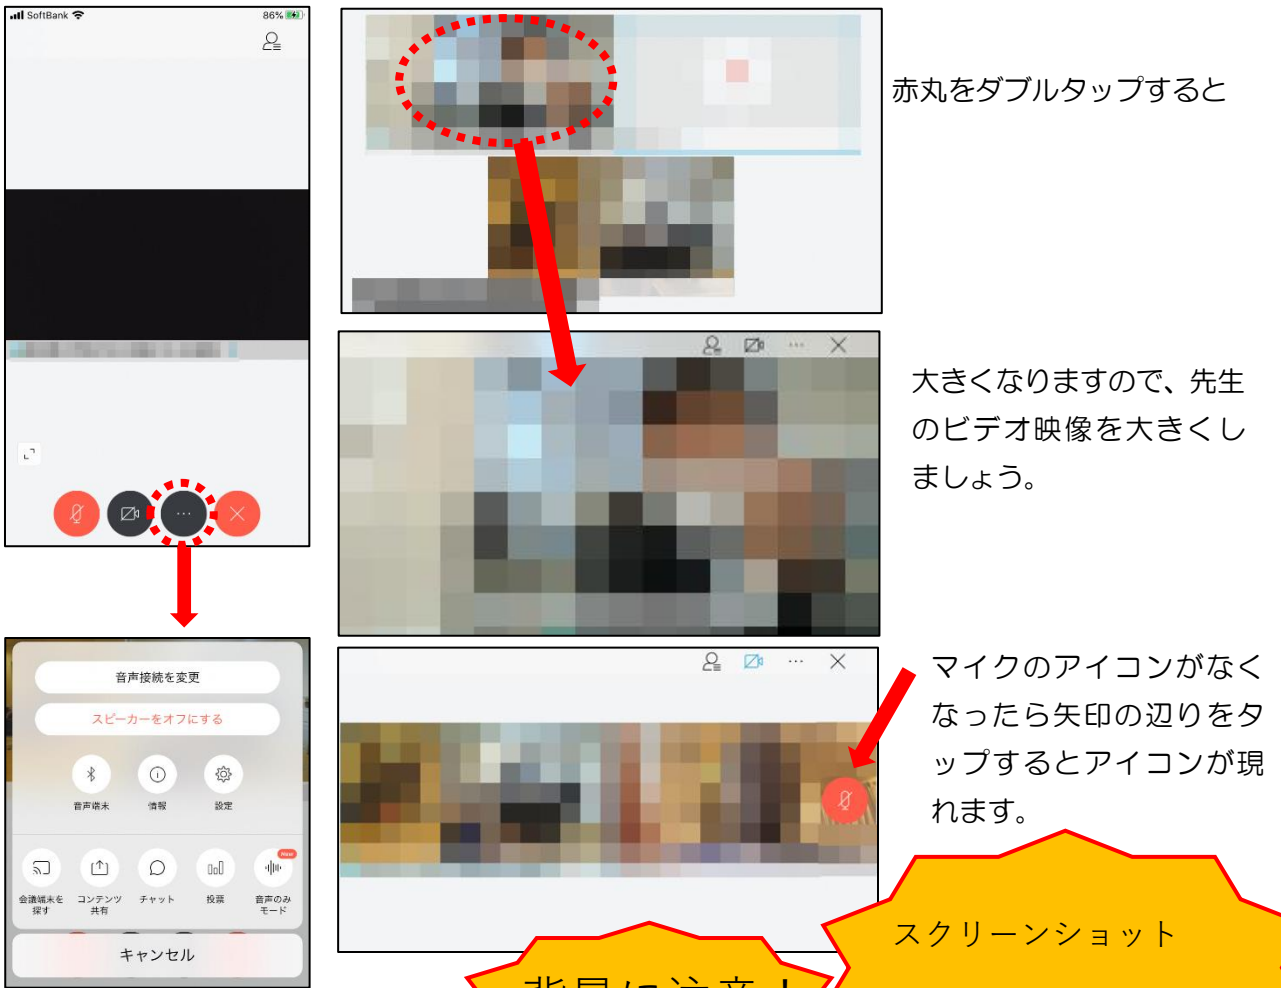 SoftBank
86%
赤丸をダブルタップすると
大きくなりますので、先生
のビデオ映像を大きくし
ましょう。
音声接続を変更
スピーカーをオフにする
音声端末
情報
設定
New
会議端末を
探す
コンテンツ
共有
チャット
投票
音声のみ
モード
キャンセル
マイクのアイコンがなく
なったら矢印の辺りをタ
ップするとアイコンが現
れます。
スクリーンショット
背景に注意！